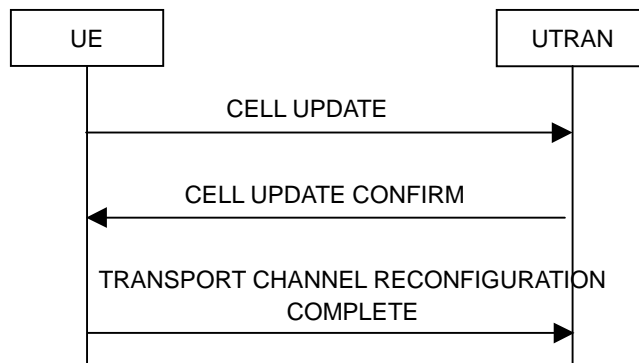 UE
UTRAN
CELL UPDATE
CELL UPDATE CONFIRM
TRANSPORT CHANNEL RECONFIGURATION
COMPLETE